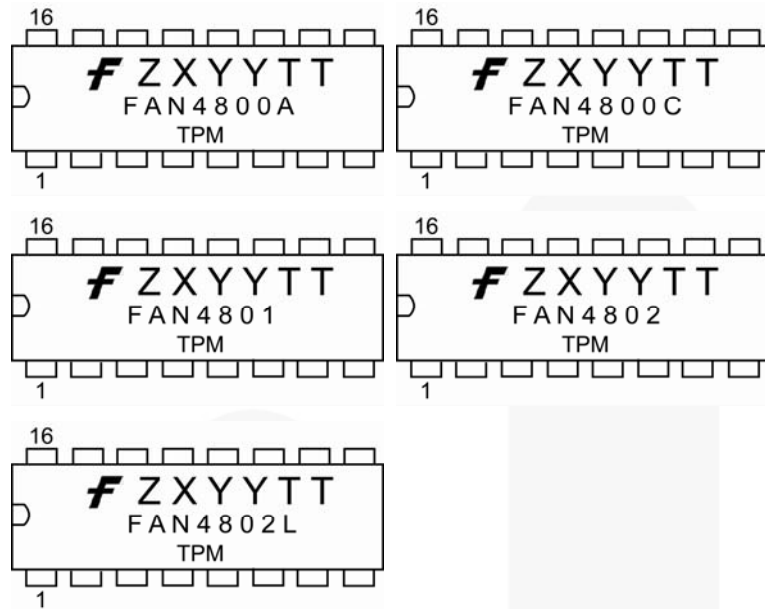 16
ZXYYTT
FAN4800A
TPM
1
16
ZXYYTT
FAN4800C
TPM
1
16
ZXYYTT
FAN4801
TPM
1
16
ZXYYTT
FAN4802
TPM
1
16
ZXYYTT
FAN4802L
TPM
1